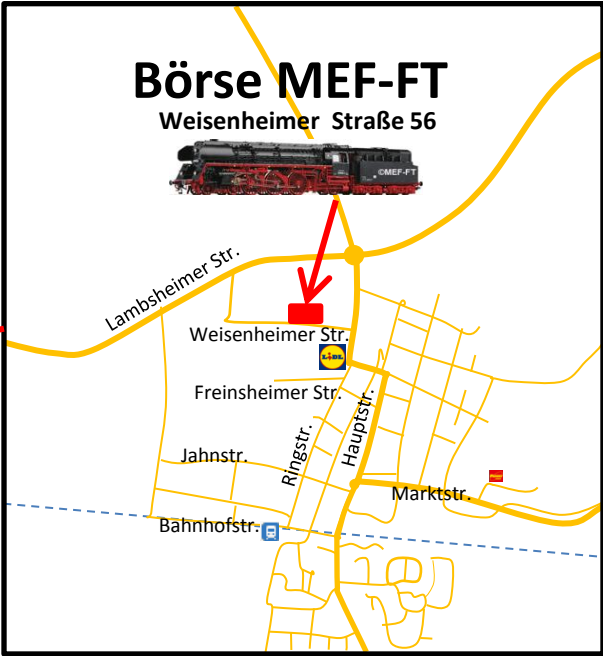 Börse MEF-FT
Weisenheimer Straße 56
©MEF-FT
Lambsheimer Str.
Weisenheimer Str.
LIDL
Freinsheimer Str.
Hauptstr.
Ringstr.
Jahnstr.
Marktstr.
Bahnhofstr.